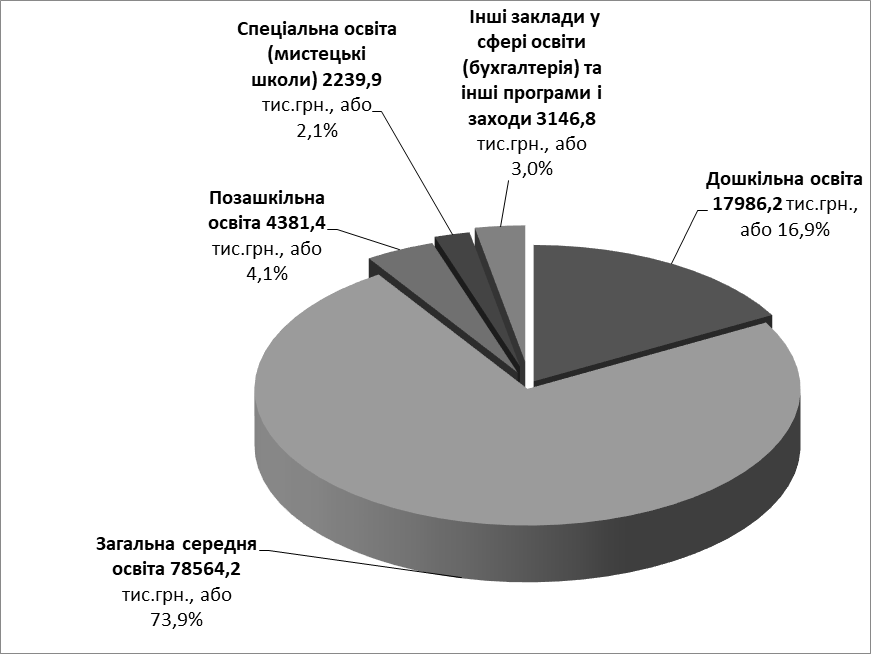 Спеціальна освіта
(мистецькі
школи) 2239,9
тис.грн., або
2,1%
Інші заклади у
сфері освіти
(бухгалтерія) та
інші програми і
заходи 3146,8
тис.грн., або
3,0%
Дошкільна освіта
17986,2 тис.грн.,
або 16,9%
Позашкільна
освіта 4381,4
тис.грн., або
4,1%
Загальна середня
освіта 78564,2
тис.грн., або
73,9%